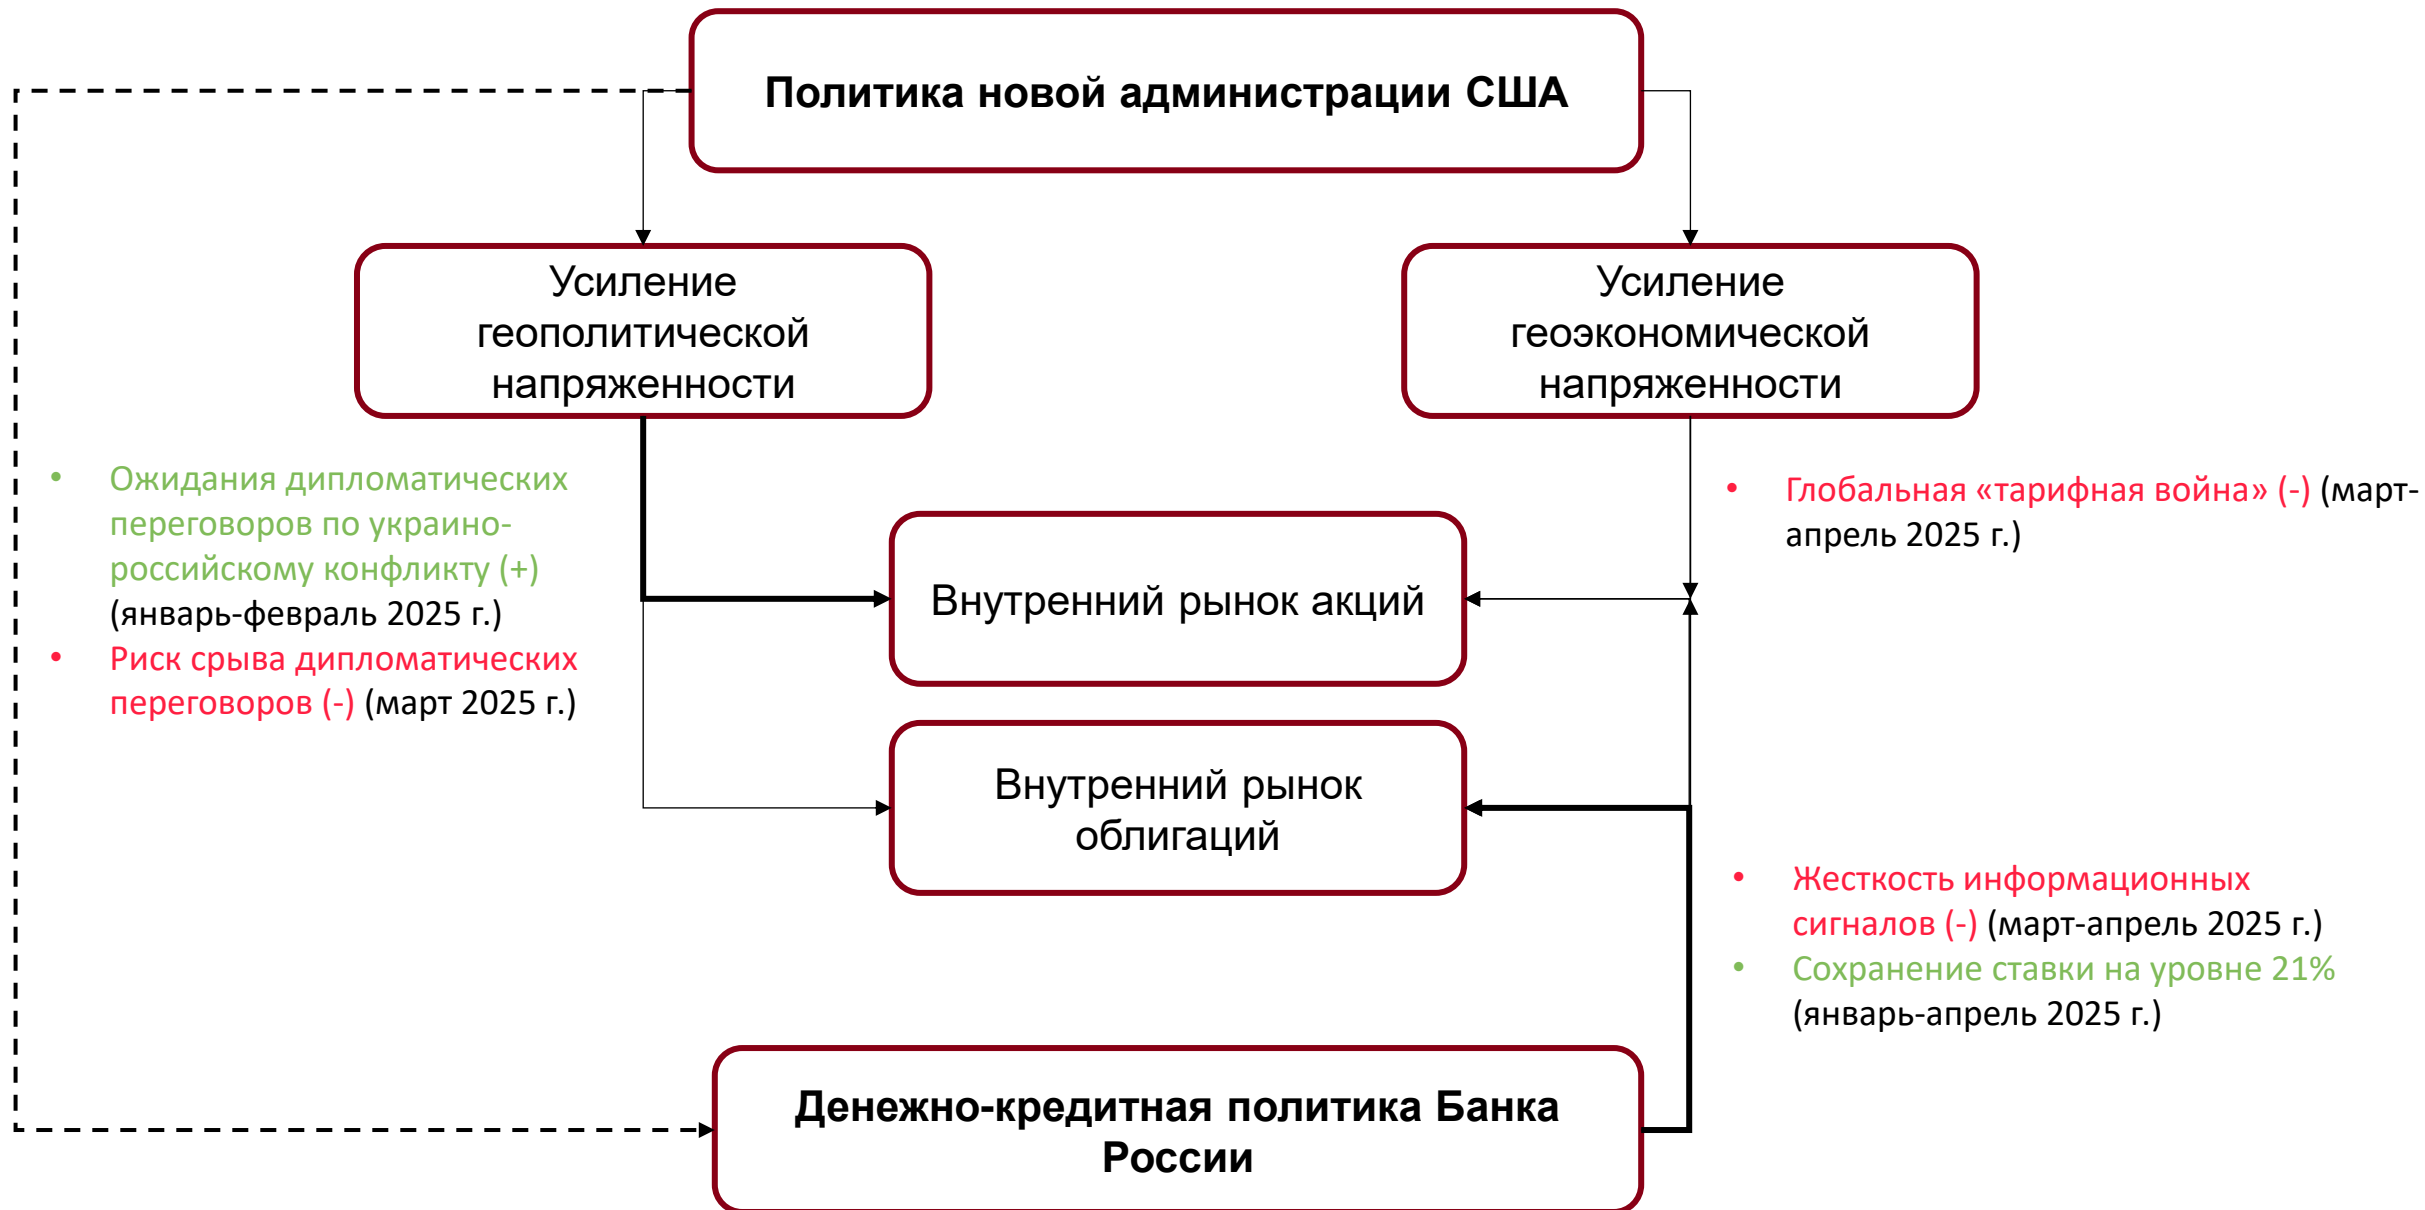 Политика новой администрации США
Усиление
геополитической
напряженности
Усиление
геоэкономической
напряженности
• Ожидания дипломатических
переговоров по украино-
российскому конфликту (+)
(январь-февраль 2025 г.)
• Риск срыва дипломатических
переговоров (-) (март 2025 г.)
• Глобальная «тарифная война» (-) (март-
апрель 2025 г.)
Внутренний рынок акций
Внутренний рынок
облигаций
• Жесткость информационных
сигналов (-) (март-апрель 2025 г.)
• Сохранение ставки на уровне 21%
(январь-апрель 2025 г.)
Денежно-кредитная политика Банка
России